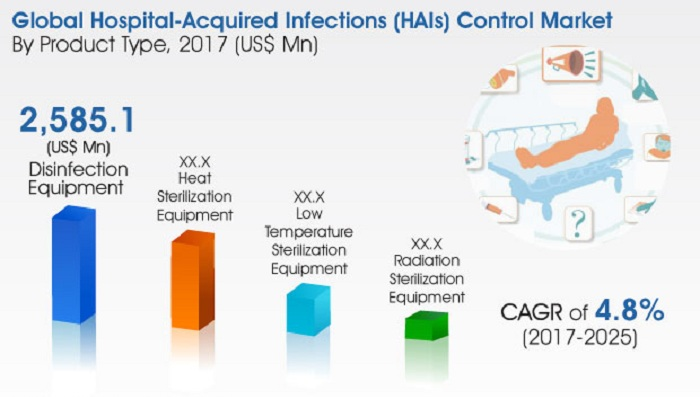 Global Hospital-Acquired Infections (HAIs) Control Market
By Product Type, 2017 (US$ Mn)
2,585.1
(US$ Mn)
Disinfection
Equipment
XX.X
Heat
Sterilization
Equipment
XX.X
Low
Temperature
Sterilization
Equipment
XX.X
Radiation
Sterilization
Equipment
?
CAGR of 4.8%
(2017-2025)